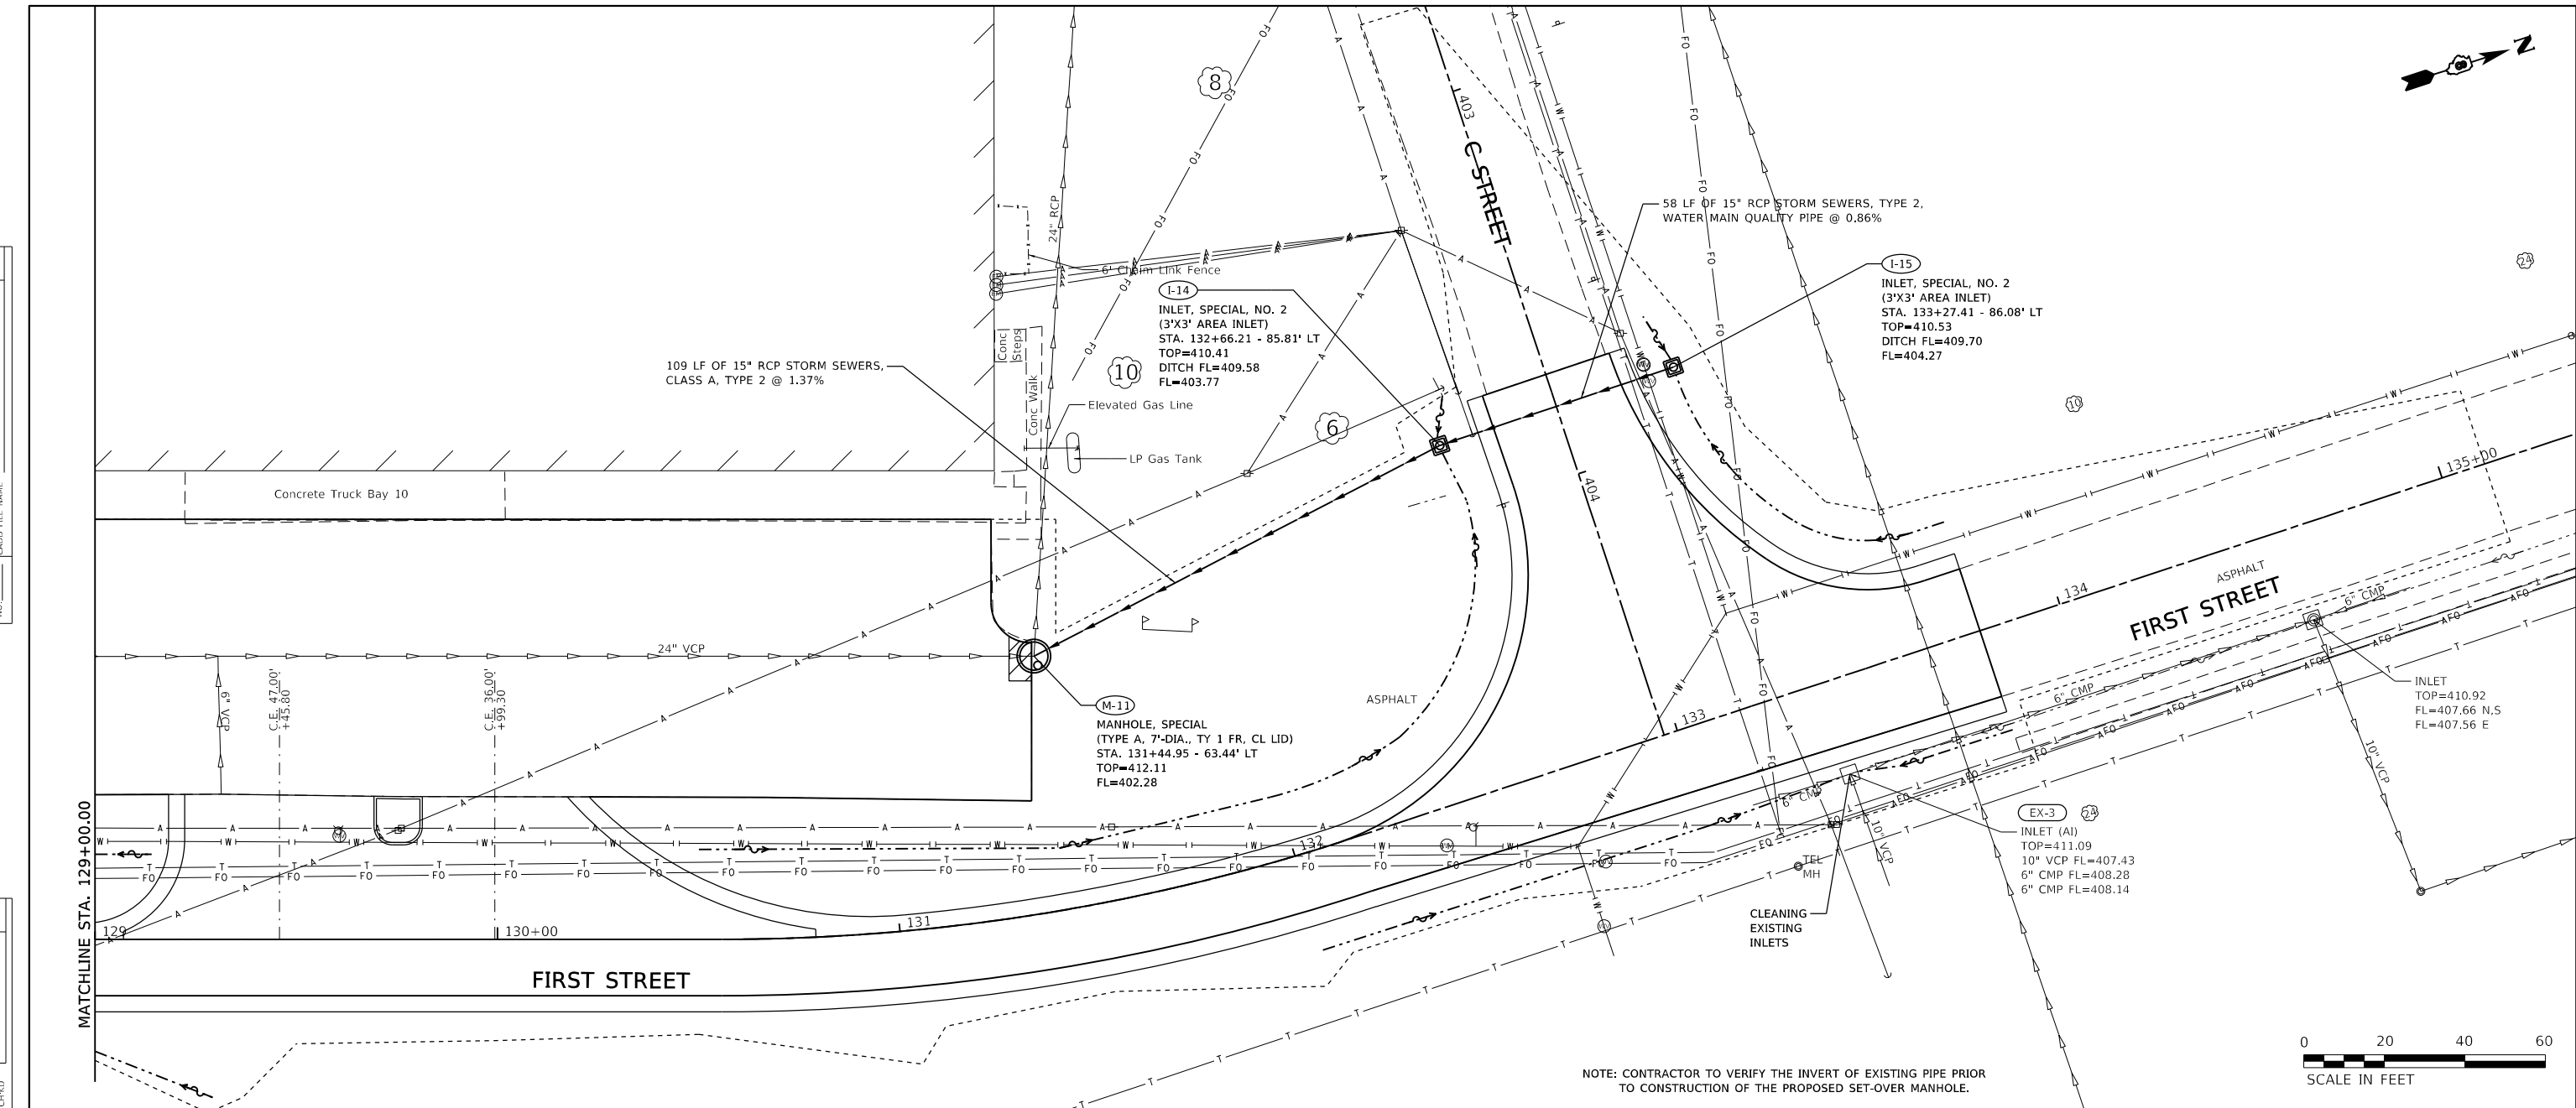 N
8
403
C STREET
58 LF OF 15" RCP STORM SEWERS, TYPE 2,
WATER MAIN QUALITY PIPE @ 0.86%
24" RCP
6' Chain Link Fence
I-14
INLET, SPECIAL, NO. 2
(3'X3' AREA INLET)
STA. 132+66.21 - 85.81' LT
TOP=410.41
DITCH FL=409.58
FL=403.77
I-15
INLET, SPECIAL, NO. 2
(3'X3' AREA INLET)
STA. 133+27.41 - 86.08' LT
TOP=410.53
DITCH FL=409.70
FL=404.27
24
109 LF OF 15" RCP STORM SEWERS,
CLASS A, TYPE 2 @ 1.37%
Conc
Steps
10
Conc Walk
Elevated Gas Line
6
10
LP Gas Tank
Concrete Truck Bay 10
404
135+00
134
ASPHALT
FIRST STREET
6" CMP
24" VCP
6" VCP
C.E. 47.00'
+45.80
C.E. 36.00'
+99.30
M-11
MANHOLE, SPECIAL
(TYPE A, 7'-DIA., TY 1 FR, CL LID)
STA. 131+44.95 - 63.44' LT
TOP=412.11
FL=402.28
ASPHALT
133
6" CMP
INLET
TOP=410.92
FL=407.66 N,S
FL=407.56 E
10" VCP
6" CMP
10" VCP
EX-3
24
INLET (AI)
TOP=411.09
10" VCP FL=407.43
6" CMP FL=408.28
6" CMP FL=408.14
TEL
MH
CLEANING
EXISTING
INLETS
MATCHLINE STA. 129+00.00
129
130+00
131
132
FIRST STREET
NOTE: CONTRACTOR TO VERIFY THE INVERT OF EXISTING PIPE PRIOR
TO CONSTRUCTION OF THE PROPOSED SET-OVER MANHOLE.
0 20 40 60
SCALE IN FEET